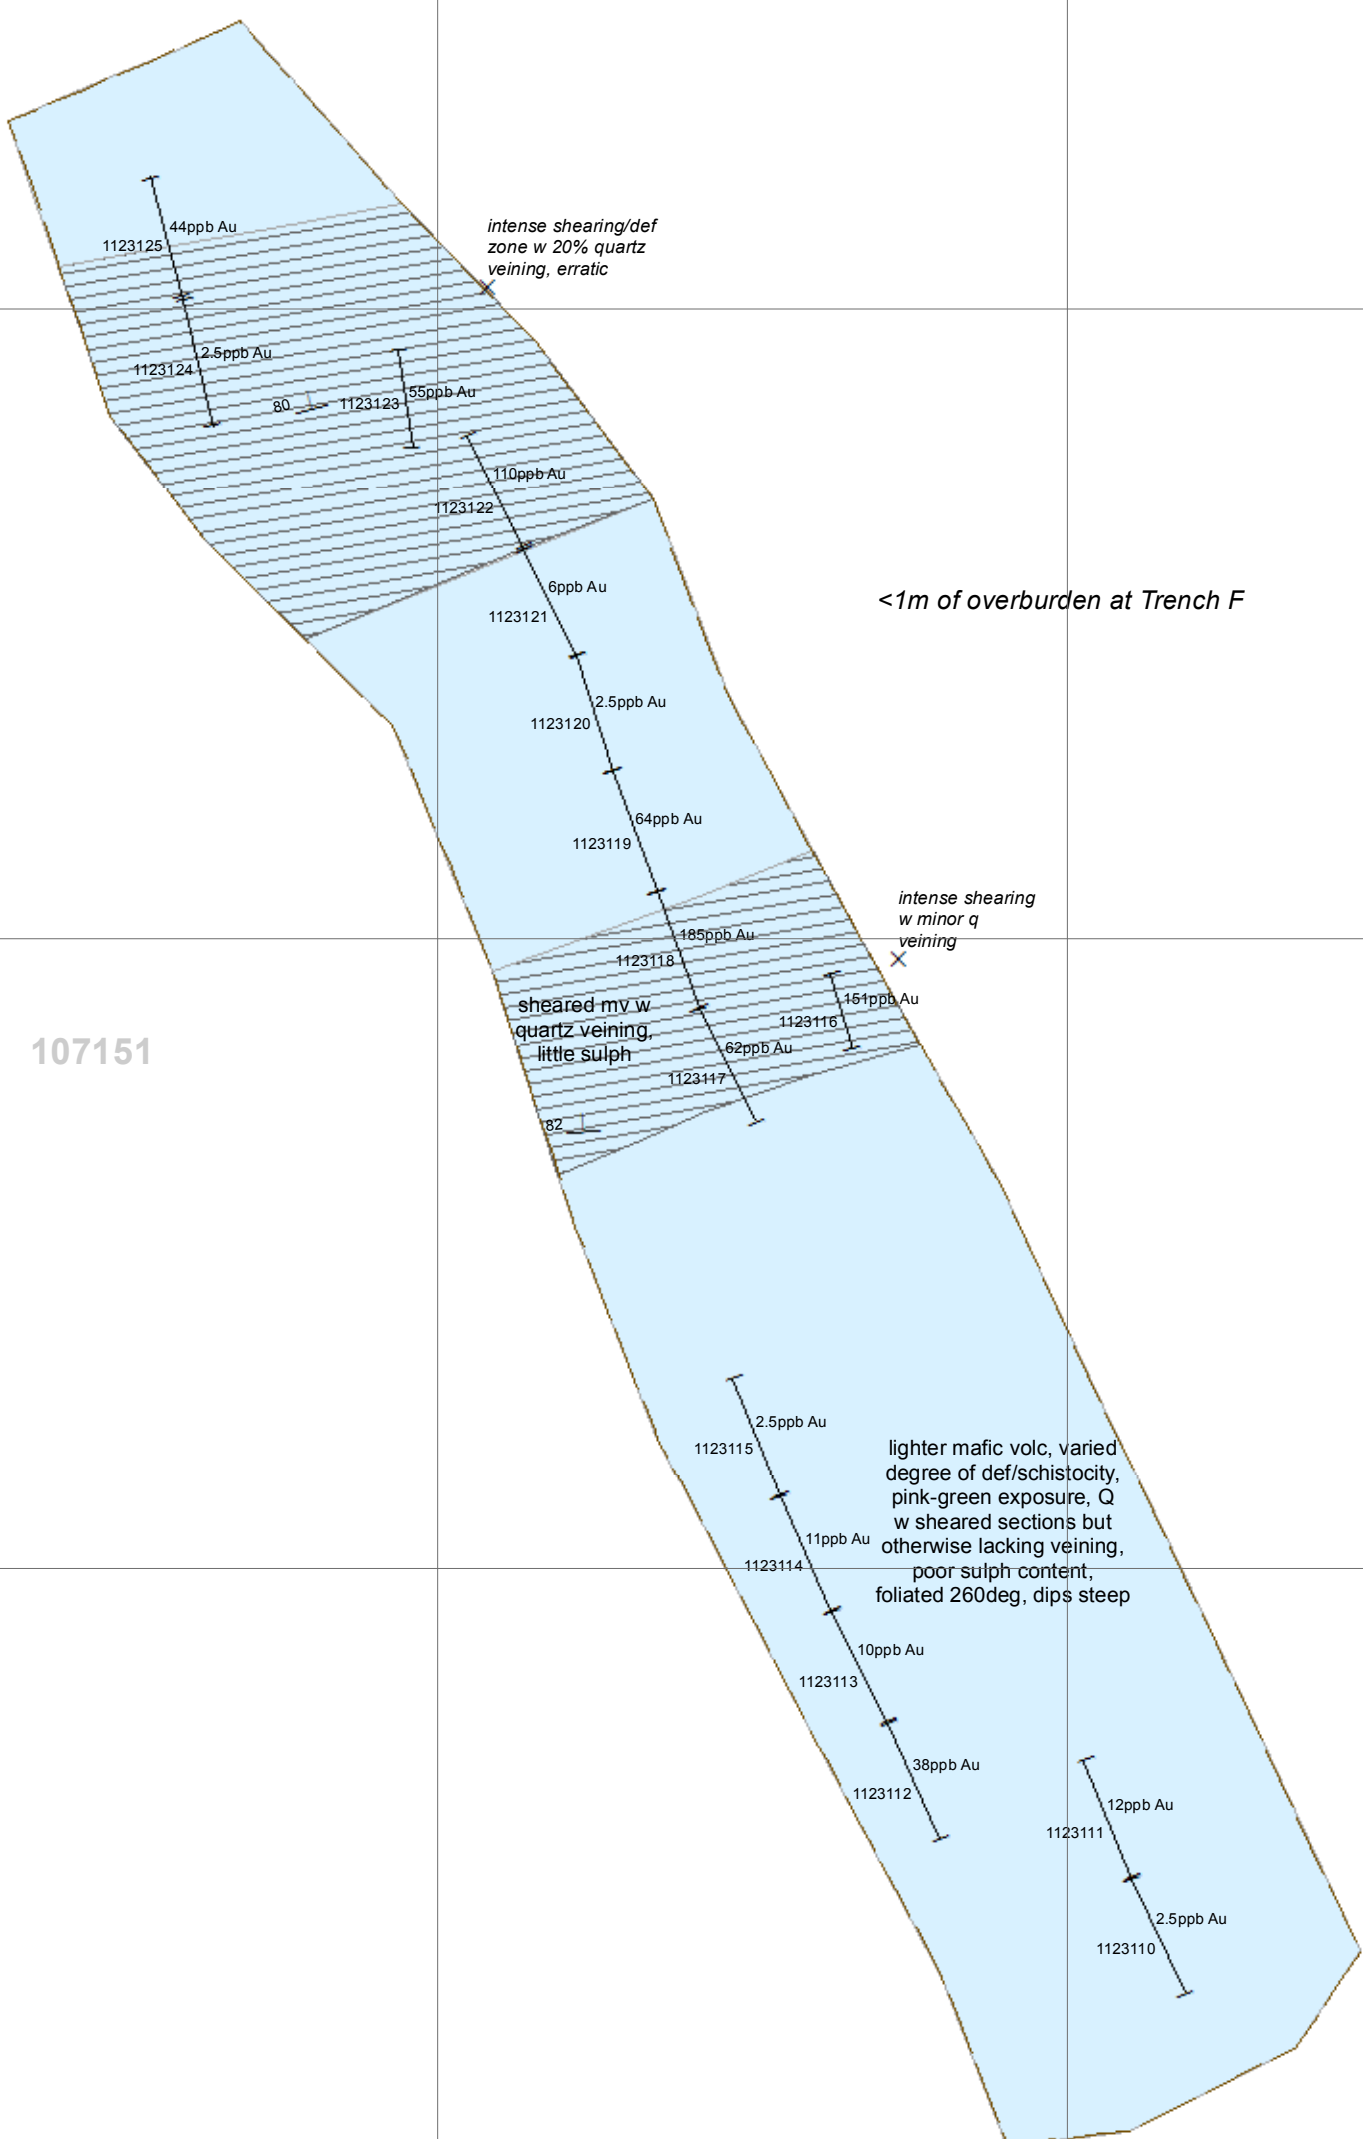 44ppb Au
1123125
intense shearing/def
zone w 20% quartz
veining, erratic
2.5ppb Au
1123124
80
55ppb Au
1123123
110ppb Au
1123122
6ppb Au
1123121
<1m of overburden at Trench F
2.5ppb Au
1123120
64ppb Au
1123119
intense shearing
w minor q
veining
185ppb Au
1123118
151ppb Au
1123116
sheared mv w
quartz veining,
little sulph
107151
62ppb Au
1123117
82
2.5ppb Au
1123115
lighter mafic volc, varied
degree of def/schistocity,
pink-green exposure, Q
w sheared sections but
otherwise lacking veining,
poor sulph content,
foliated 260deg, dips steep
11ppb Au
1123114
10ppb Au
1123113
38ppb Au
1123112
12ppb Au
1123111
2.5ppb Au
1123110